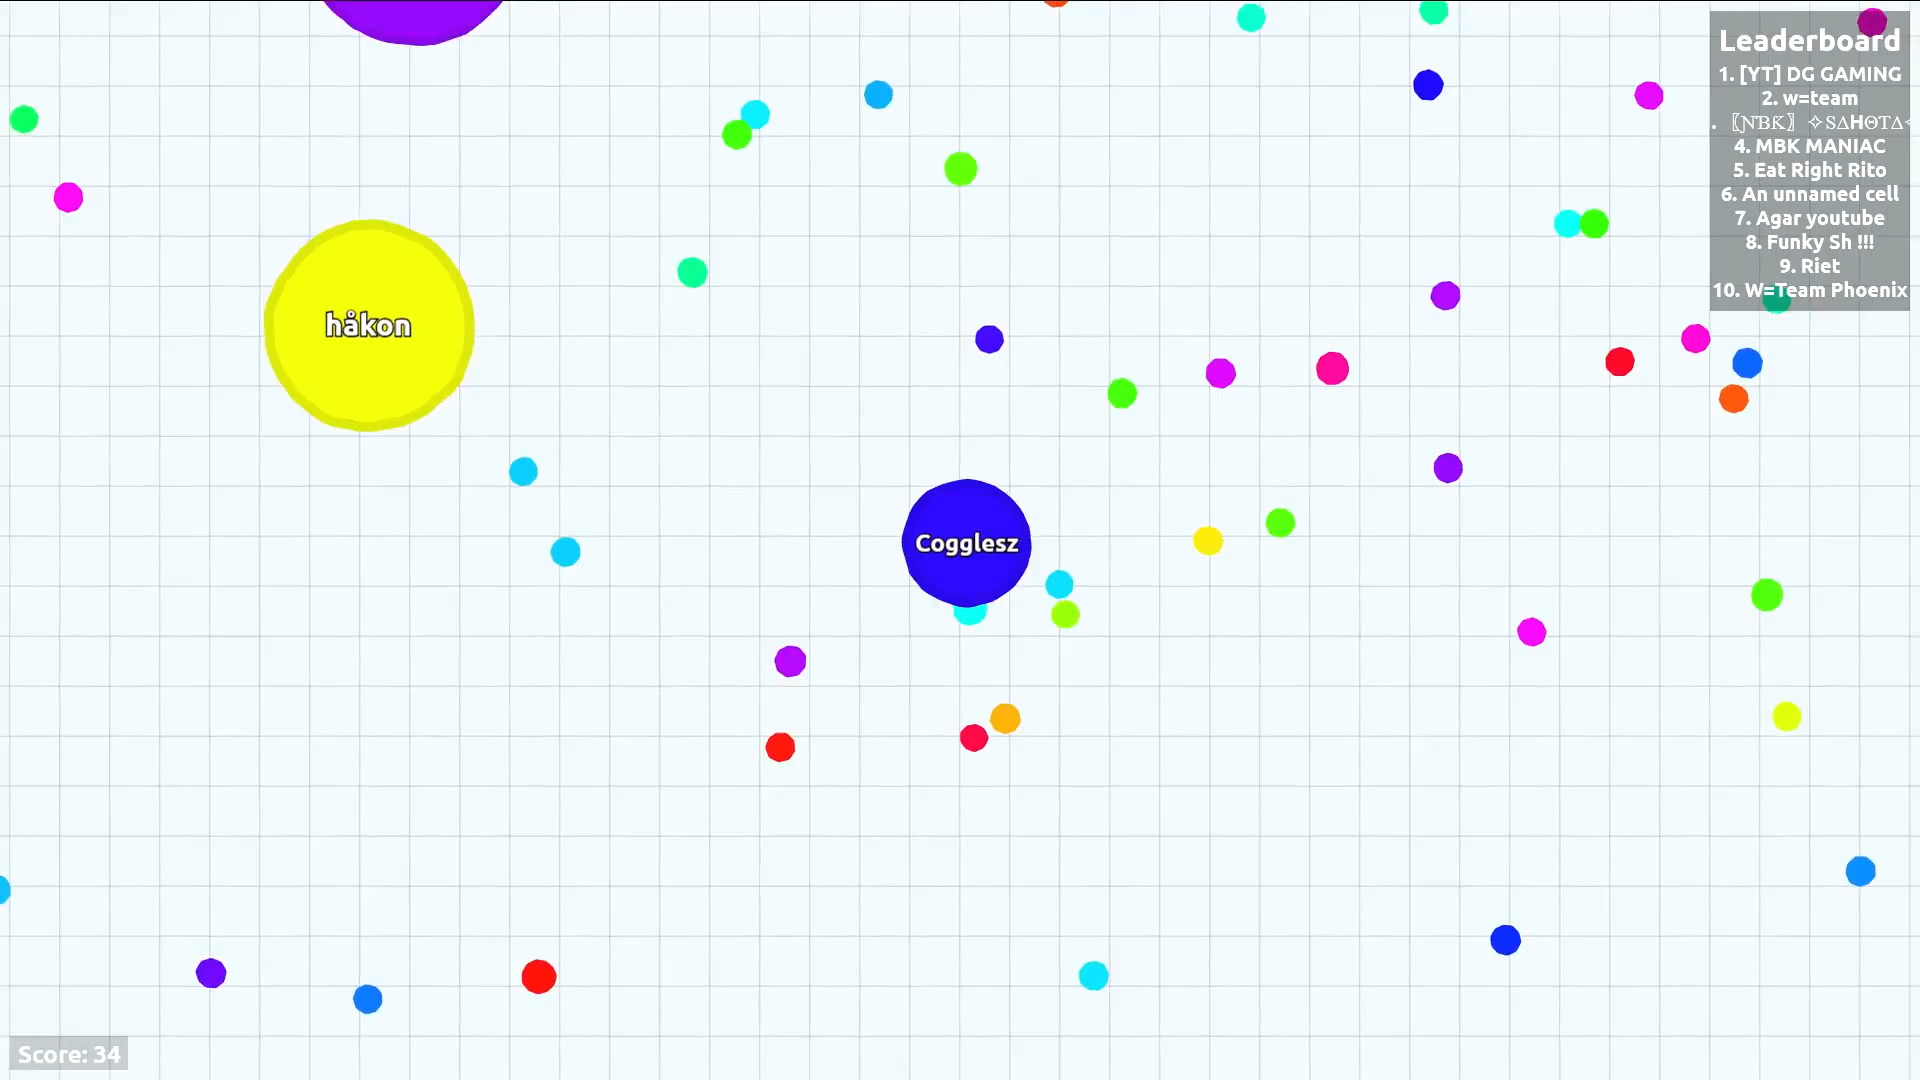 Leaderboard
1. [YT] DG GAMING
2. w=team
4. MBK MANIAC
5. Eat Right Rito
6. An unnamed cell
7. Agar youtube
8. Funky Sh !!!
9. Riet
10. W=Team Phoenix
håkon
Cogglesz
Score: 34